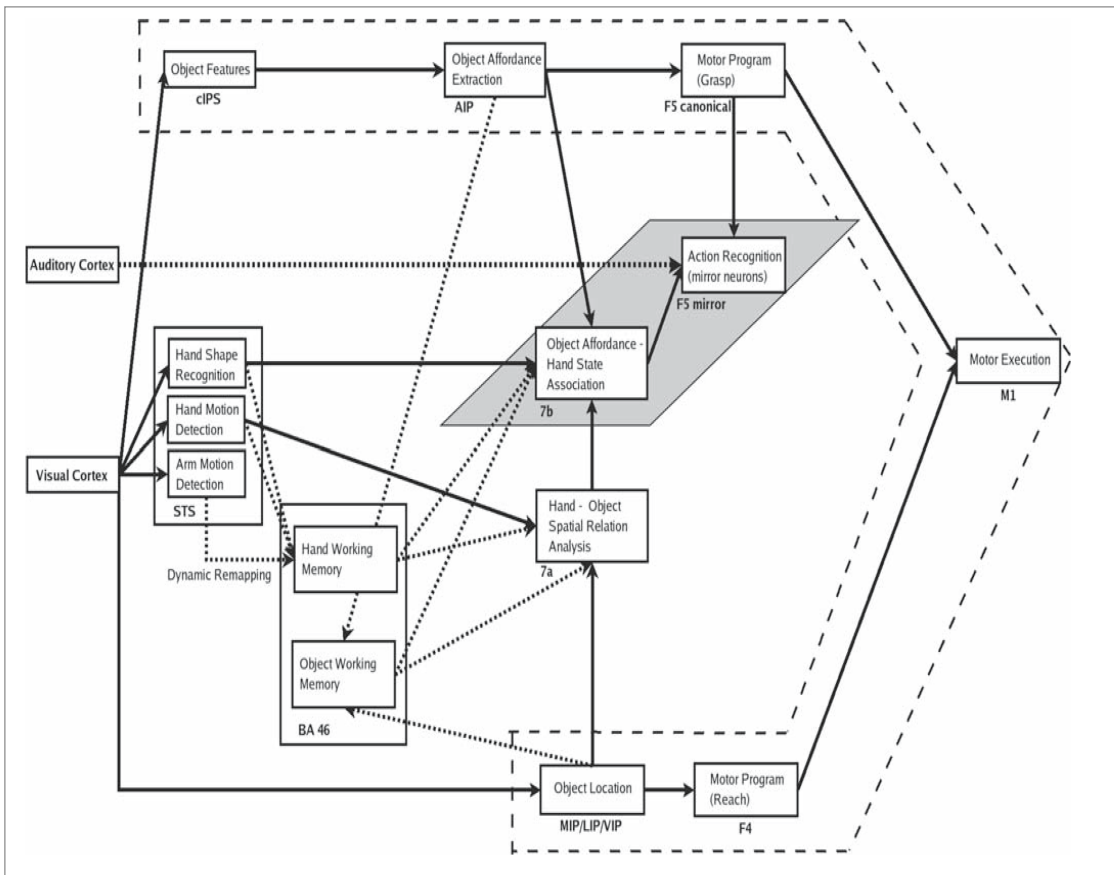 Object Features
cIPS
Object Affordance
Extraction
AIP
Motor Program
(Grasp)
F5 canonical
Auditory Cortex
Action Recognition
(mirror neurons)
F5 mirror
Hand Shape
Recognition
Hand Motion
Detection
Arm Motion
Detection
STS
Visual Cortex
Object Affordance -
Hand State
Association
7b
Motor Execution
M1
Hand - Object
Spatial Relation
Analysis
7a
Hand Working
Memory
Dynamic Remapping
Object Working
Memory
BA 46
Object Location
MIP/LIP/VIP
Motor Program
(Reach)
F4